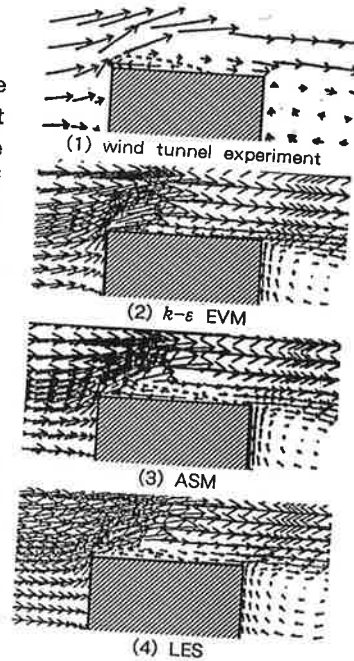 e
t
e
(1) wind tunnel experiment
(2) k-ε EVM
(3) ASM
(4) LES